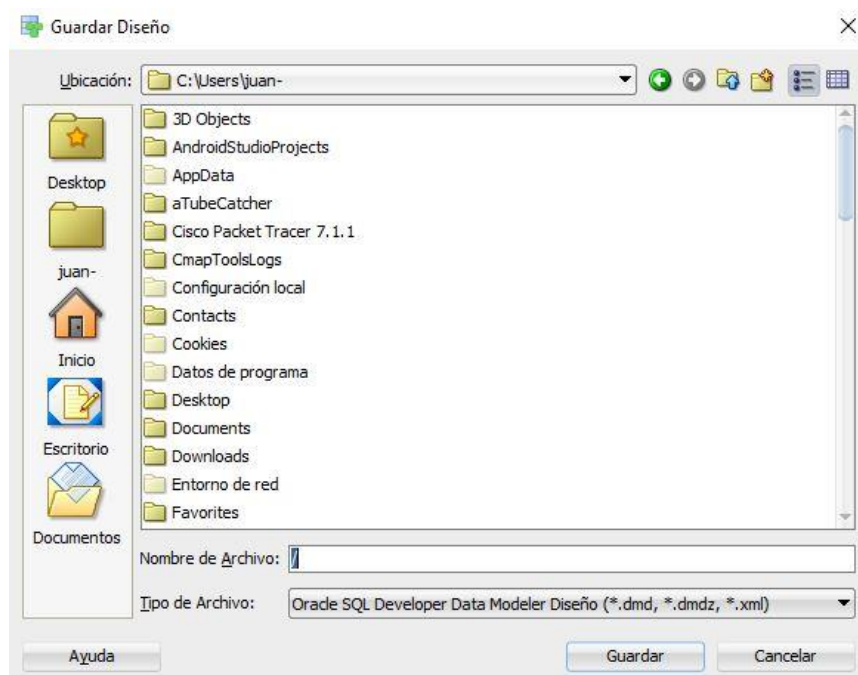 Guardar Diseño
Ubicación: C:\Users\juan-
Desktop
juan-
Inicio
Escritorio
Documentos
3D Objects
AndroidStudioProjects
AppData
aTubeCatcher
Cisco Packet Tracer 7.1.1
CmapToolsLogs
Configuración local
Contacts
Cookies
Datos de programa
Desktop
Documents
Downloads
Entorno de red
Favorites
Nombre de Archivo: /
Tipo de Archivo: Oracle SQL Developer Data Modeler Diseño (*.dmd, *.dmdz, *.xml)
Ayuda Guardar Cancelar